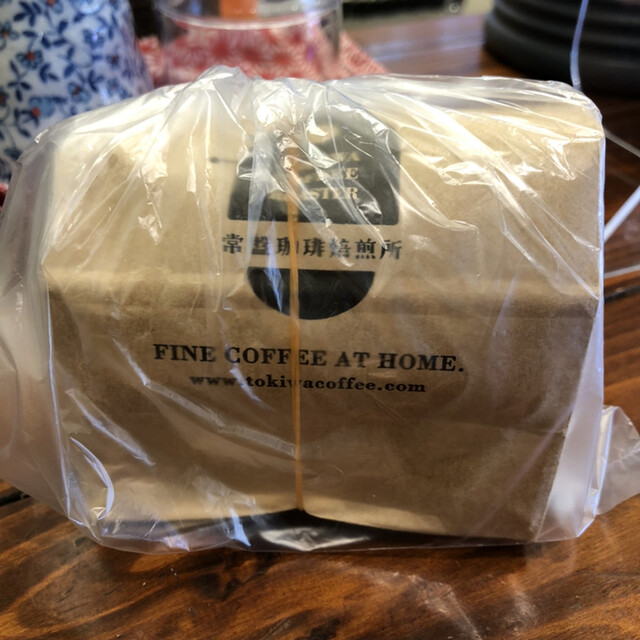 常盤珈琲焙煎所
FINE COFFEE AT HOME.
www.tokiwacoffee.com